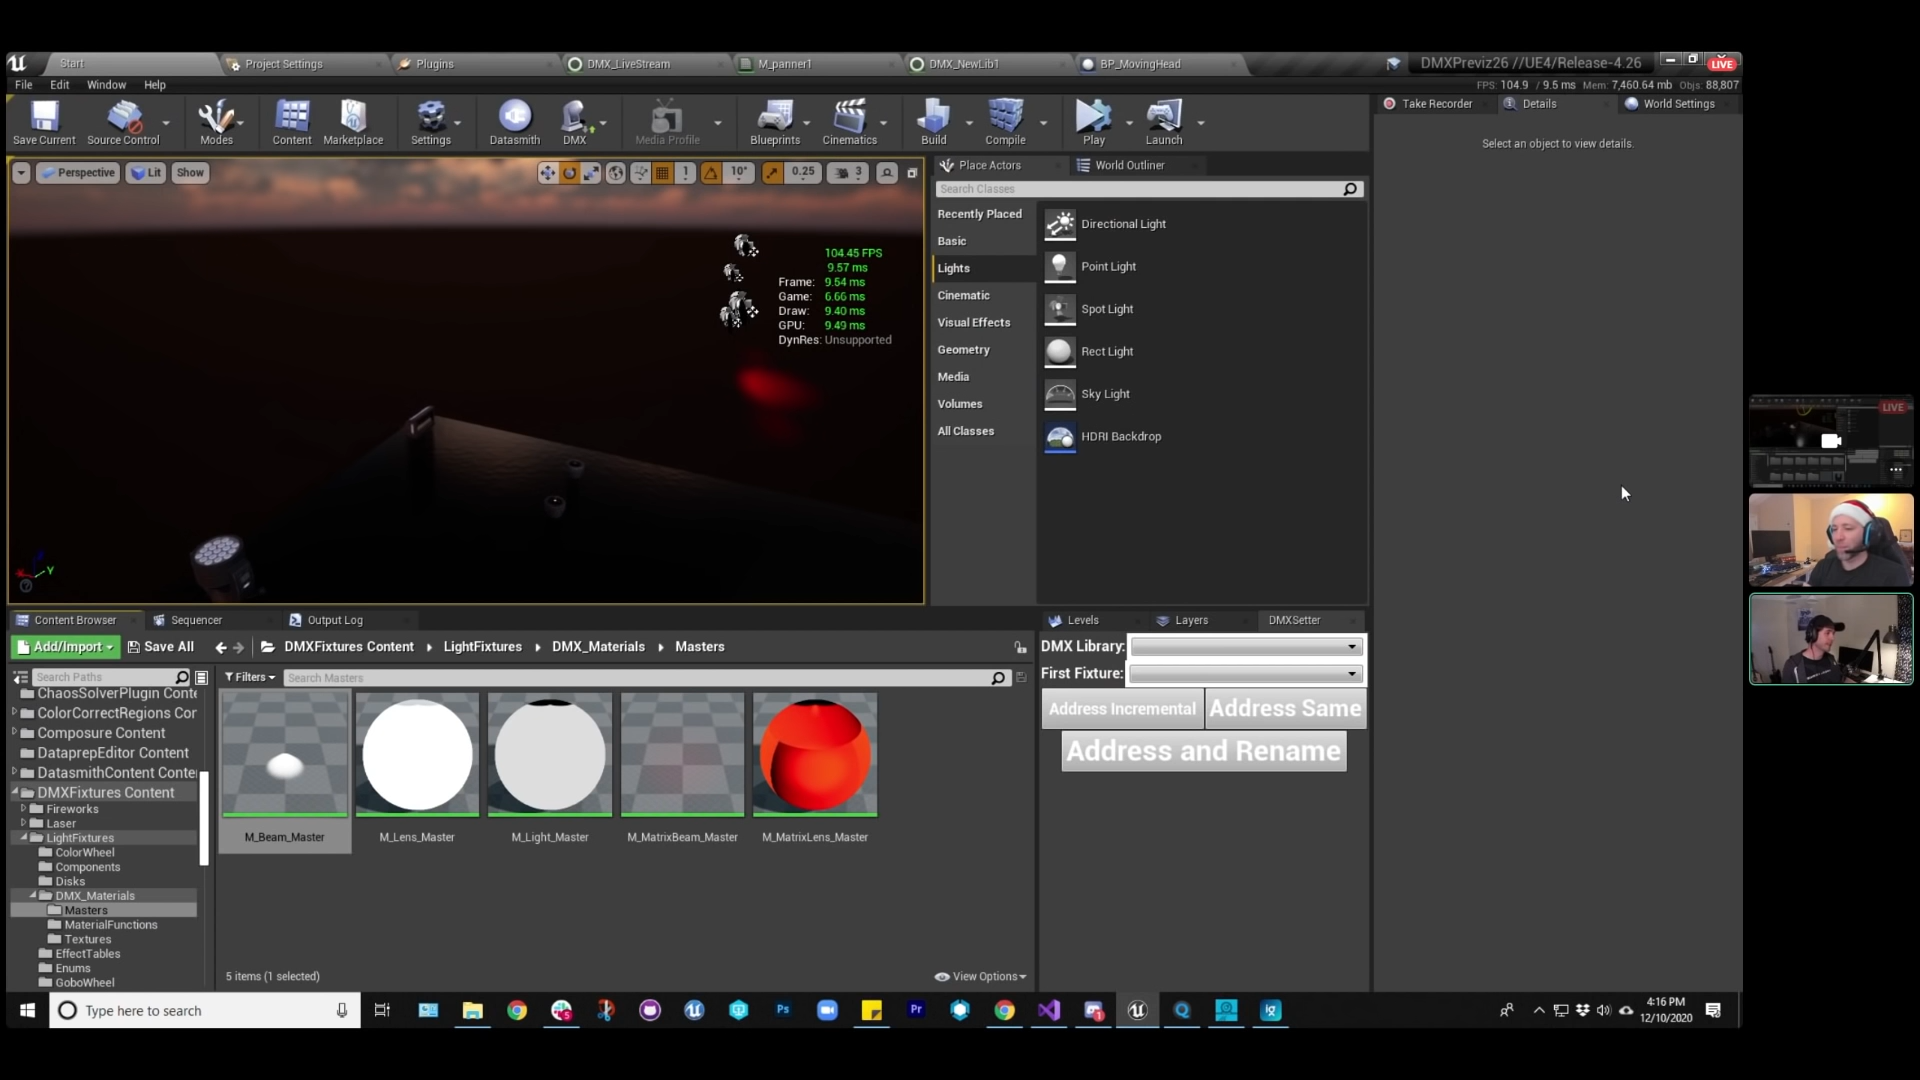 Start
Project Settings
Plugins
DMX_LiveStream
M_panner1
DMX_NewLib1
BP_MovingHead
DMXPreviz26 //UE4/Release-4.26
LIVE
File Edit Window Help
FPS: 104.9 / 9.5 ms Mem: 7,460.64 mb Objs: 88,807
Save Current
Source Control
Modes
Content
Marketplace
Settings
Datasmith
DMX
Media Profile
Blueprints
Cinematics
Build
Compile
Play
Launch
Take Recorder
Details
World Settings
Select an object to view details.
Perspective
Lit
Show
1
10°
0.25
3
104.45 FPS
9.57 ms
Frame: 9.54 ms
Game: 6.66 ms
Draw: 9.40 ms
GPU: 9.49 ms
DynRes: Unsupported
Y
Place Actors
World Outliner
Search Classes
Recently Placed
Basic
Lights
Cinematic
Visual Effects
Geometry
Media
Volumes
All Classes
Directional Light
Point Light
Spot Light
Rect Light
Sky Light
HDRI Backdrop
LIVE
Content Browser
Sequencer
Output Log
Add/Import
Save All
DMXFixtures Content
LightFixtures
DMX_Materials
Masters
Search Paths
Filters
Search Masters
ChaosSolverPlugin Conte
ColorCorrectRegions Cor
Composure Content
DataprepEditor Content
DatasmithContent Conte
DMXFixtures Content
Fireworks
Laser
LightFixtures
ColorWheel
Components
Disks
DMX_Materials
Masters
MaterialFunctions
Textures
EffectTables
Enums
GoboWheel
M_Beam_Master
M_Lens_Master
M_Light_Master
M_MatrixBeam_Master
M_MatrixLens_Master
5 items (1 selected)
View Options
Levels
Layers
DMXSetter
DMX Library:
First Fixture:
Address Incremental
Address Same
Address and Rename
Type here to search
Ps
Pr
4:16 PM
12/10/2020